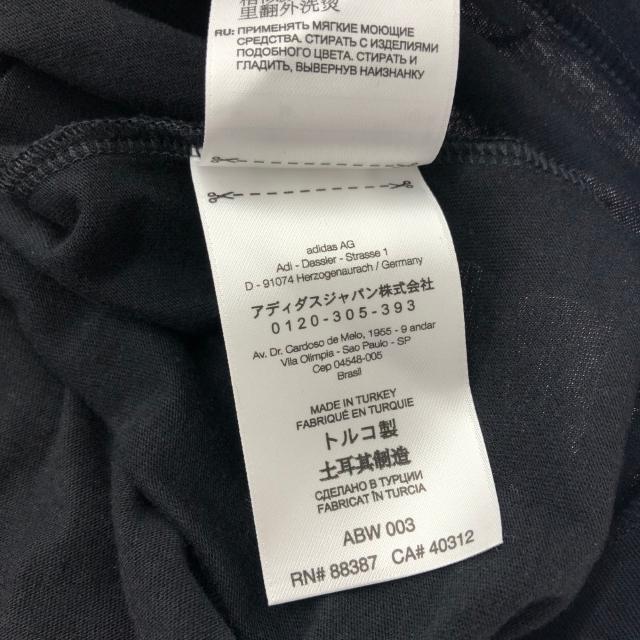 里翻外洗烫
RU: ПРИМЕНЯТЬ МЯГКИЕ МОЮЩИЕ
СРЕДСТВА. СТИРАТЬ С ИЗДЕЛИЯМИ
ПОДОБНОГО ЦВЕТА. СТИРАТЬ И
ГЛАДИТЬ, ВЫВЕРНУВ НАИЗНАНКУ
adidas AG
Adi - Dassler - Strasse 1
D - 91074 Herzogenaurach / Germany
アディダスジャパン株式会社
0120-305-393
Av. Dr. Cardoso de Melo, 1955 - 9 andar
Vila Olimpia - Sao Paulo - SP
Cep 04548-005
Brasil
MADE IN TURKEY
FABRIQUÉ EN TURQUIE
トルコ製
土耳其制造
СДЕЛАНО В ТУРЦИИ
FABRICAT ÎN TURCIA
ABW 003
RN# 88387 CA# 40312